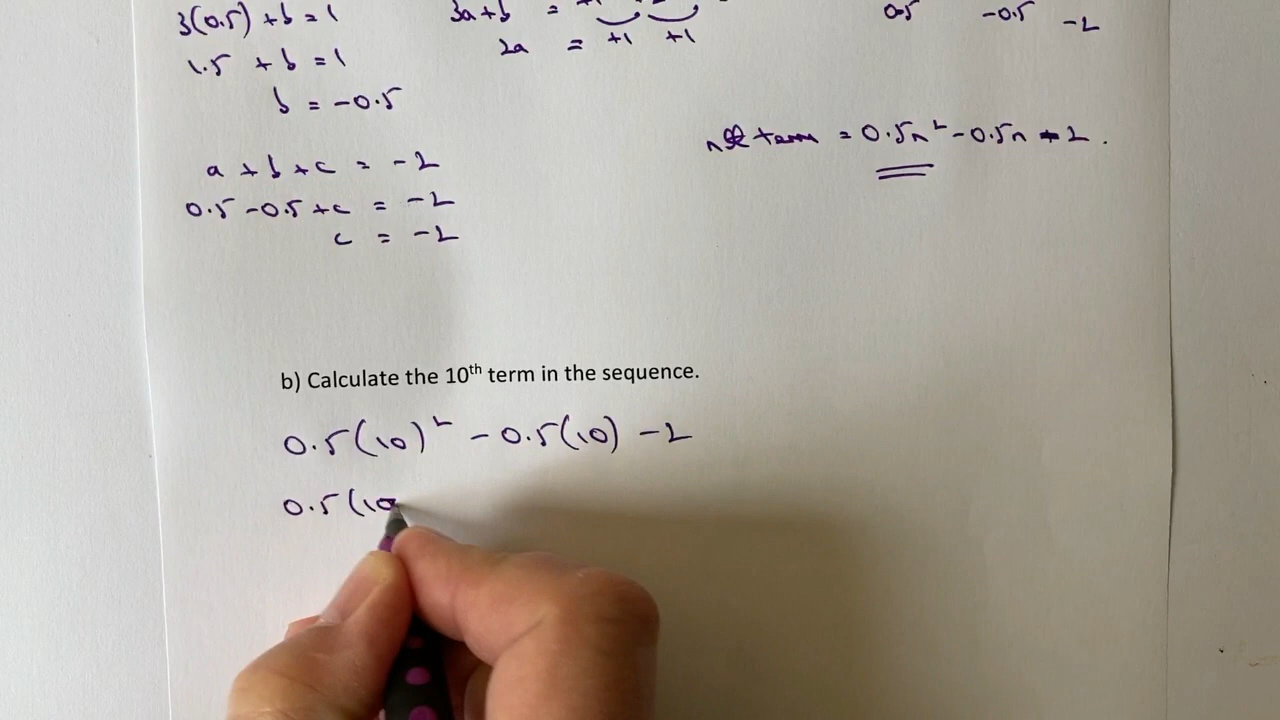 3(0.5) + b = 1
1.5 + b = 1
b = -0.5
a + b + c = -2
0.5 - 0.5 + c = -2
c = -2
3a + b =
2a = +1 +1
0.5 -0.5 -2
term = 0.5n² - 0.5n - 2.
b) Calculate the 10th term in the sequence.
0.5(10)² - 0.5(10) - 2
0.5(10